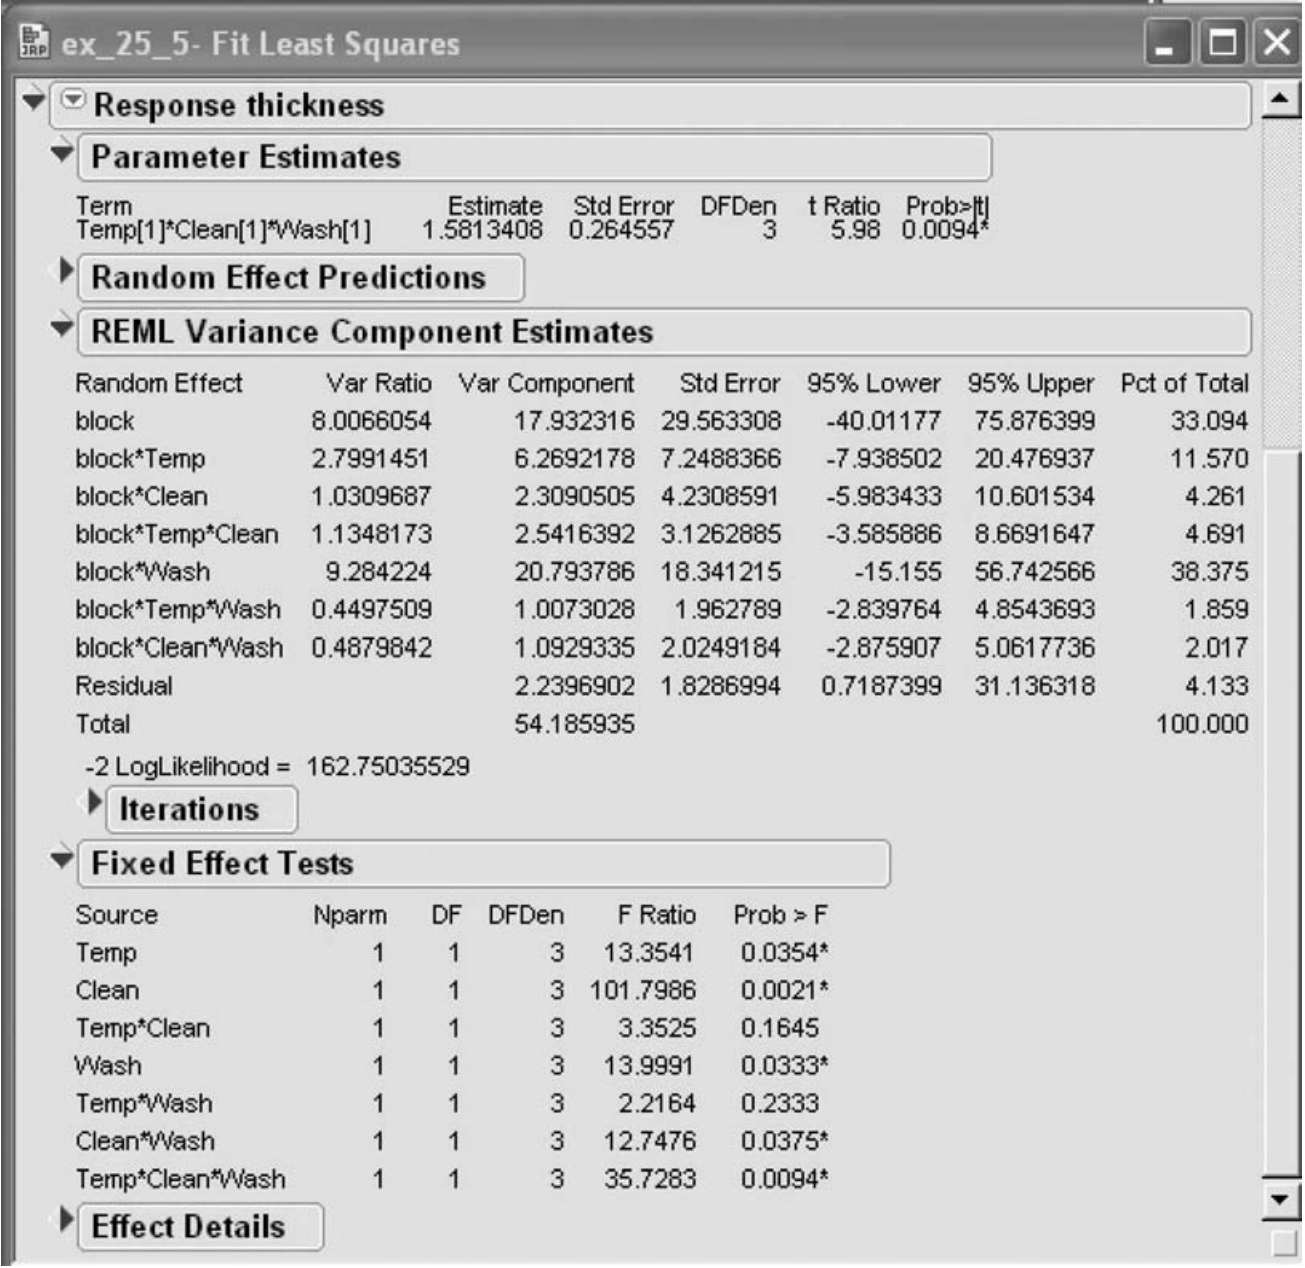 JRP ex_25_5- Fit Least Squares
Response thickness
Parameter Estimates
Term Estimate Std Error DFDen t Ratio Prob>|t|
Temp[1]*Clean[1]*Wash[1] 1.5813408 0.264557 3 5.98 0.0094*
Random Effect Predictions
REML Variance Component Estimates
Random Effect Var Ratio Var Component Std Error 95% Lower 95% Upper Pct of Total
block 8.0066054 17.932316 29.563308 -40.01177 75.876399 33.094
block*Temp 2.7991451 6.2692178 7.2488366 -7.938502 20.476937 11.570
block*Clean 1.0309687 2.3090505 4.2308591 -5.983433 10.601534 4.261
block*Temp*Clean 1.1348173 2.5416392 3.1262885 -3.585886 8.6691647 4.691
block*Wash 9.284224 20.793786 18.341215 -15.155 56.742566 38.375
block*Temp*Wash 0.4497509 1.0073028 1.962789 -2.839764 4.8543693 1.859
block*Clean*Wash 0.4879842 1.0929335 2.0249184 -2.875907 5.0617736 2.017
Residual 2.2396902 1.8286994 0.7187399 31.136318 4.133
Total 54.185935 100.000
-2 LogLikelihood = 162.75035529
Iterations
Fixed Effect Tests
Source Nparm DF DFDen F Ratio Prob > F
Temp 1 1 3 13.3541 0.0354*
Clean 1 1 3 101.7986 0.0021*
Temp*Clean 1 1 3 3.3525 0.1645
Wash 1 1 3 13.9991 0.0333*
Temp*Wash 1 1 3 2.2164 0.2333
Clean*Wash 1 1 3 12.7476 0.0375*
Temp*Clean*Wash 1 1 3 35.7283 0.0094*
Effect Details